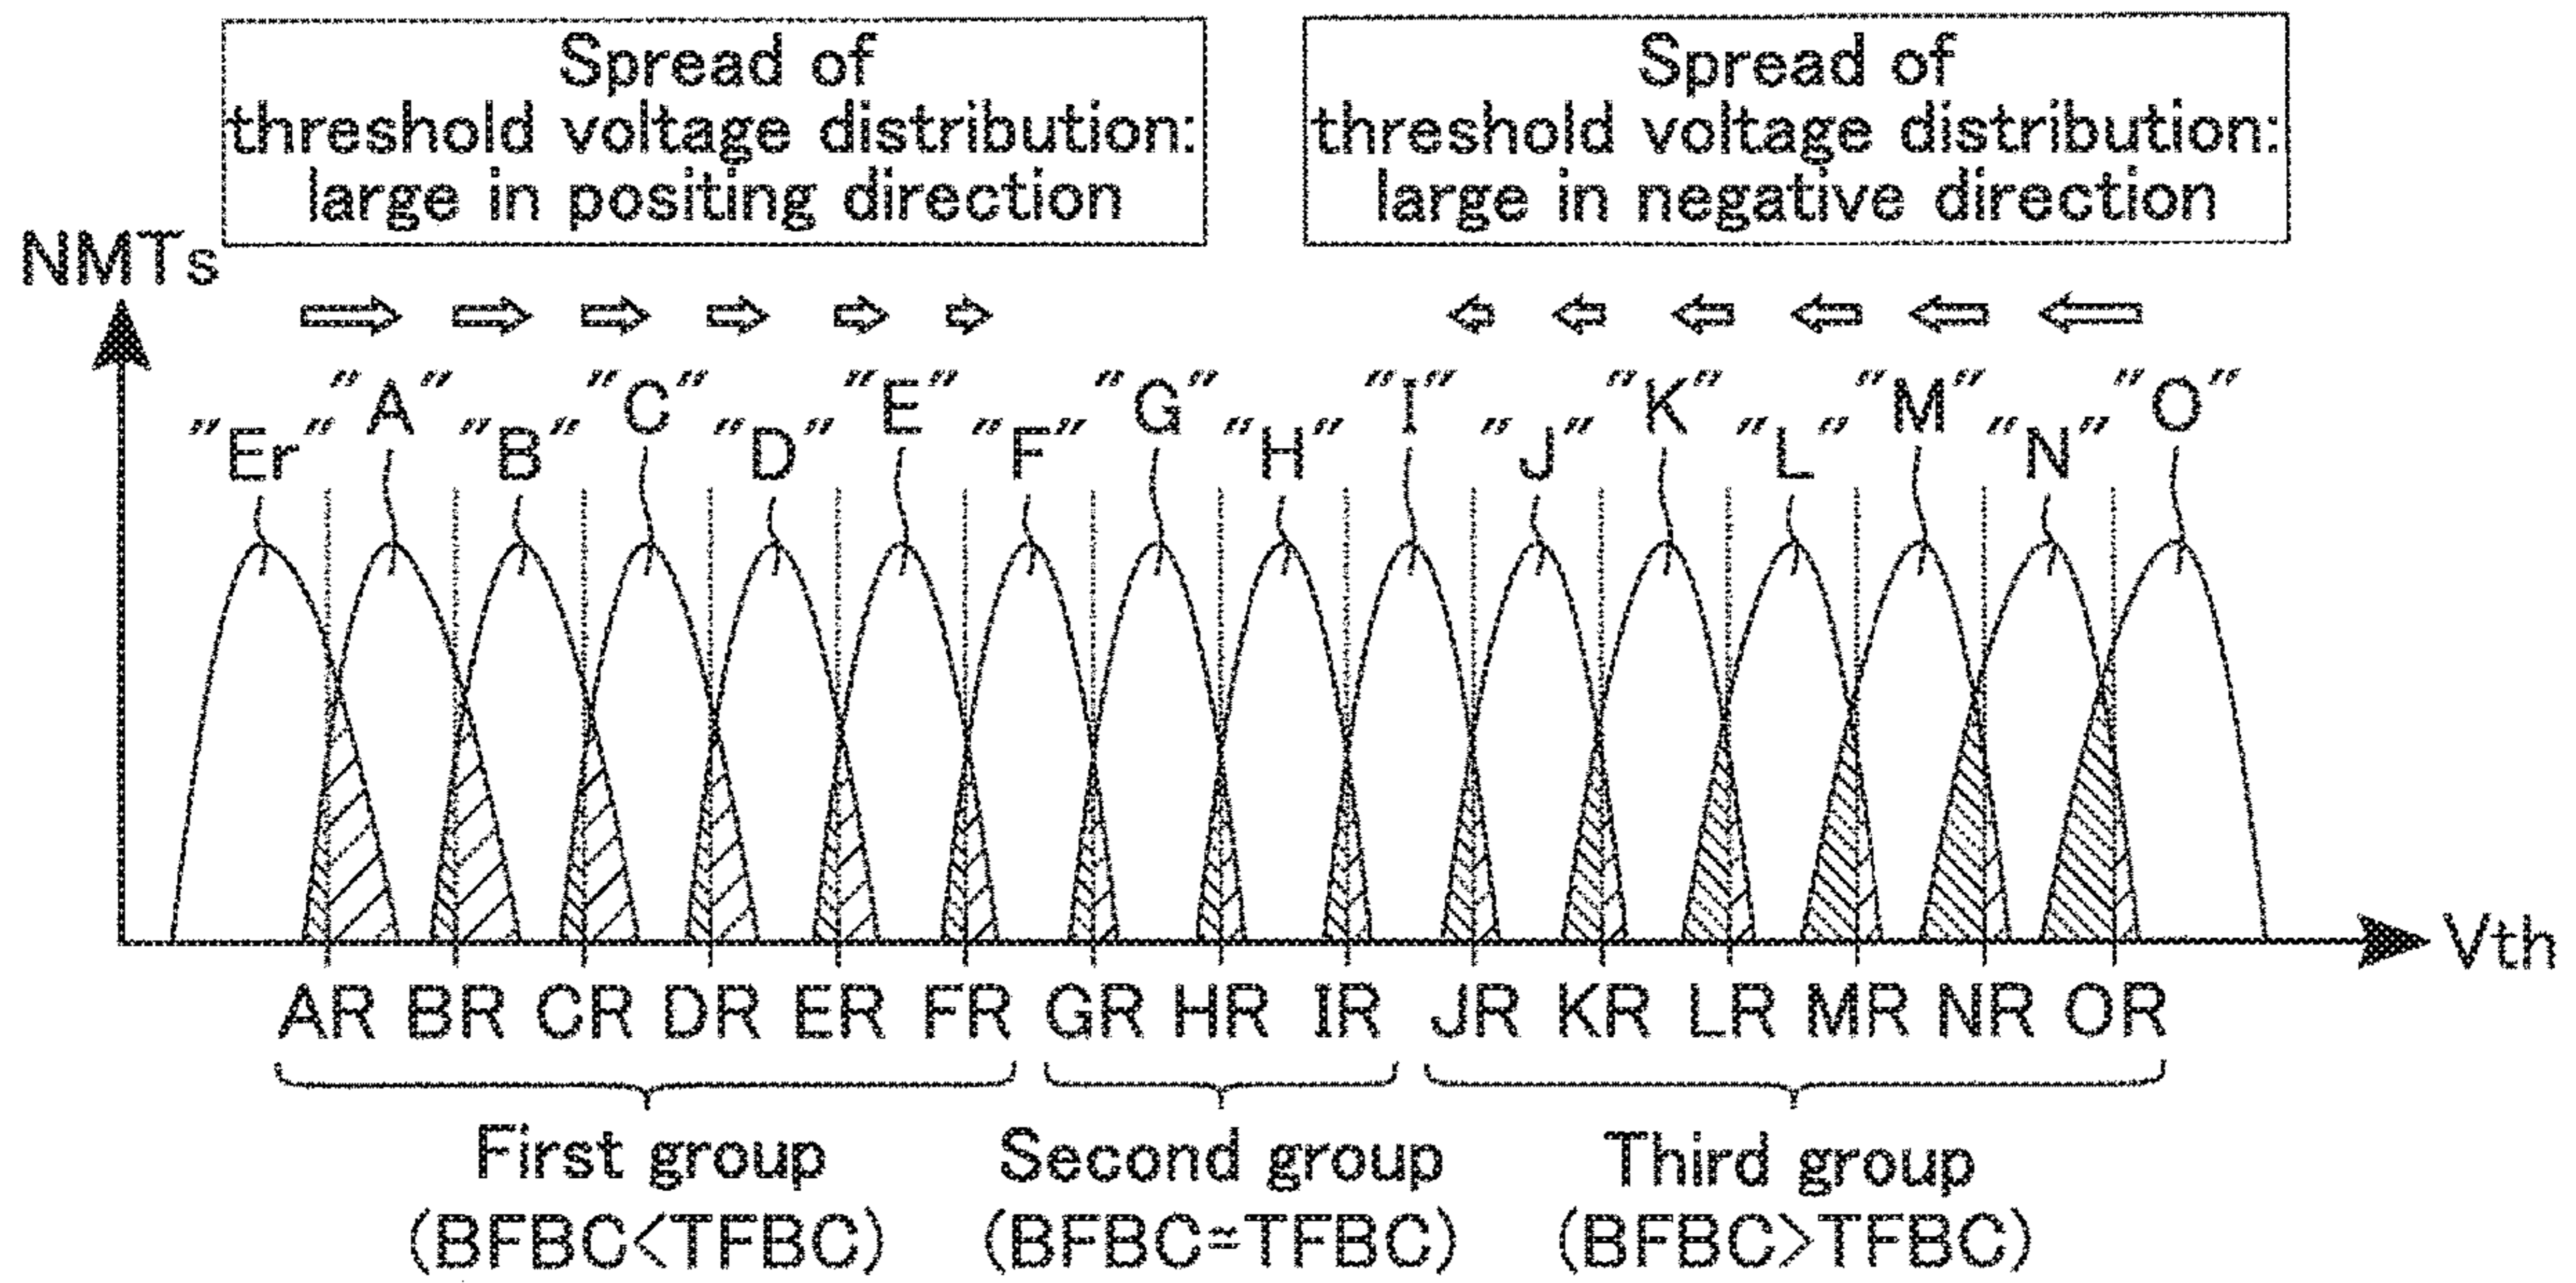 Spread of
threshold voltage distribution:
large in positing direction
Spread of
threshold voltage distribution:
large in negative direction
NMTs
"Er" "A" "B" "C" "D" "E" "F" "G" "H" "I" "J" "K" "L" "M" "N" "O"
Vth
AR BR CR DR ER FR GR HR IR JR KR LR MR NR OR
First group
(BFBC<TFBC)
Second group
(BFBC≃TFBC)
Third group
(BFBC>TFBC)